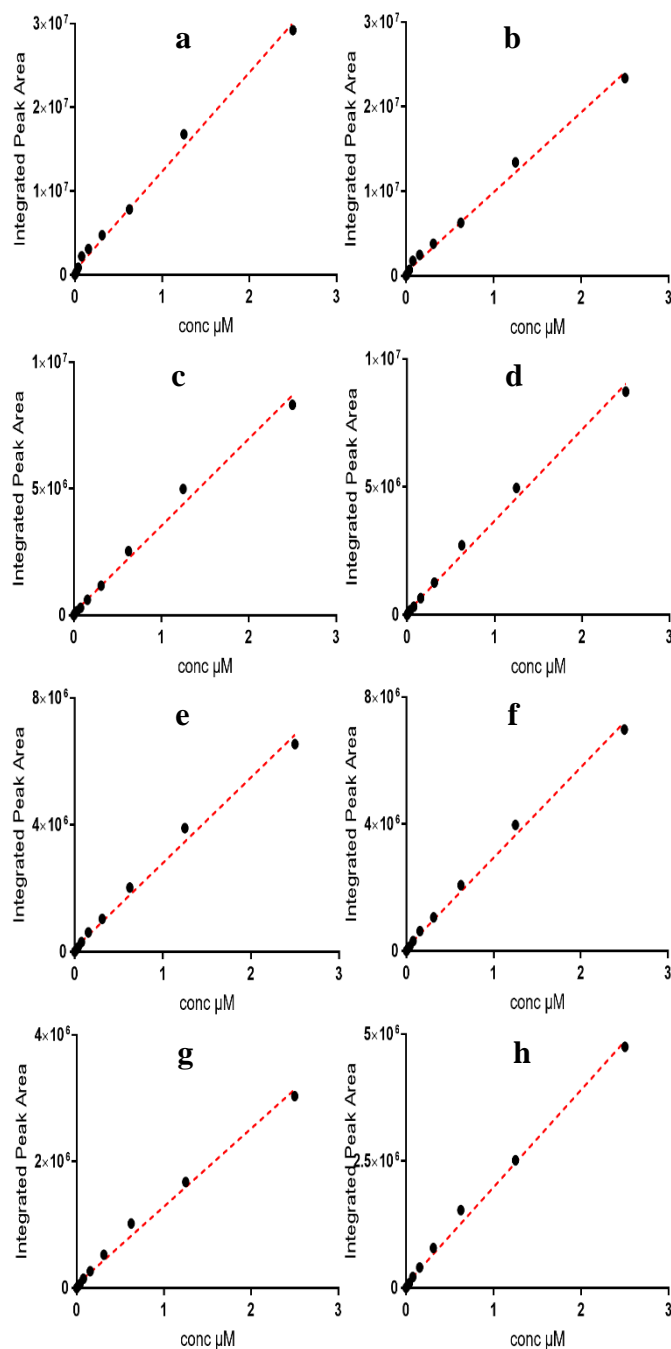 a
Integrated Peak Area
3×10⁷
2×10⁷
1×10⁷
0
0 1 2 3
conc µM
b
Integrated Peak Area
3×10⁷
2×10⁷
1×10⁷
0
0 1 2 3
conc µM
c
Integrated Peak Area
1×10⁷
5×10⁶
0
0 1 2 3
conc µM
d
Integrated Peak Area
1×10⁷
5×10⁶
0
0 1 2 3
conc µM
e
Integrated Peak Area
8×10⁶
4×10⁶
0
0 1 2 3
conc µM
f
Integrated Peak Area
8×10⁶
4×10⁶
0
0 1 2 3
conc µM
g
Integrated Peak Area
4×10⁶
2×10⁶
0
0 1 2 3
conc µM
h
Integrated Peak Area
5×10⁶
2.5×10⁶
0
0 1 2 3
conc µM